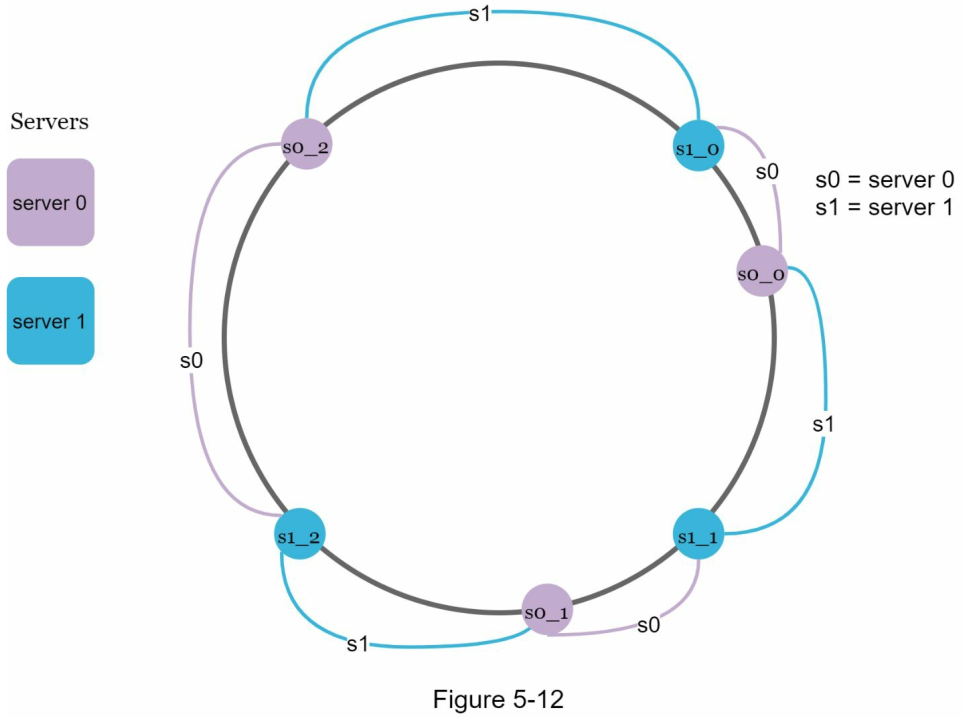 s1
Servers
s0_2
s1_0
s0
s0 = server 0
s1 = server 1
server 0
s0_0
server 1
s0
s1
s1_2
s1_1
s0_1
s0
s1
Figure 5-12